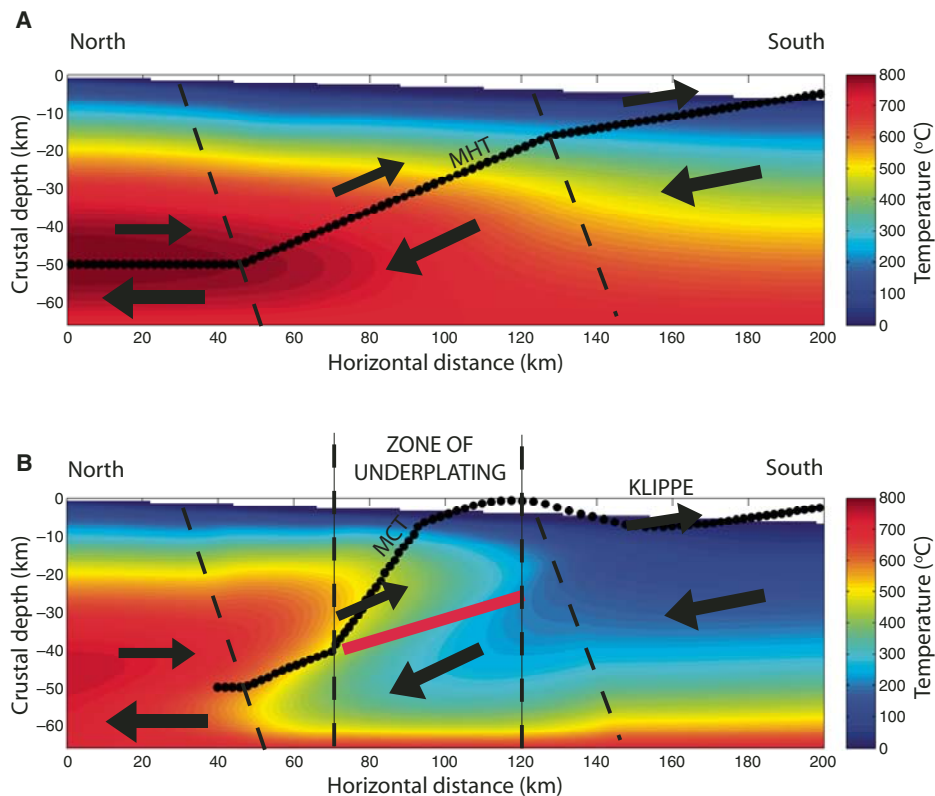 A
North
South
0
–10
–20
–30
–40
–50
–60
Crustal depth (km)
MHT
0 20 40 60 80 100 120 140 160 180 200
Horizontal distance (km)
800
700
600
500
400
300
200
100
0
Temperature (ºC)
B
North
ZONE OF
UNDERPLATING
South
KLIPPE
0
–10
–20
–30
–40
–50
–60
Crustal depth (km)
MCT
0 20 40 60 80 100 120 140 160 180 200
Horizontal distance (km)
800
700
600
500
400
300
200
100
0
Temperature (ºC)